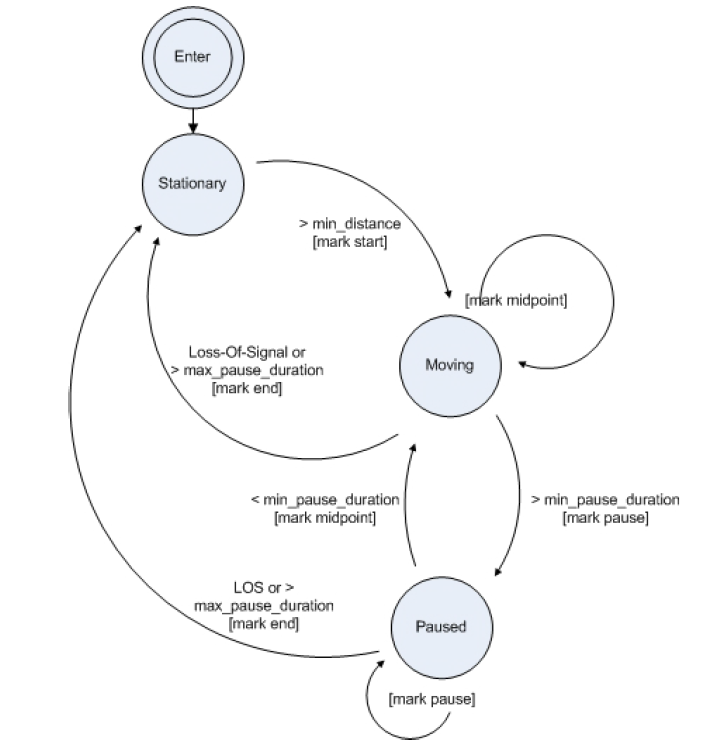 Enter
Stationary
> min_distance
[mark start]
[mark midpoint]
Loss-Of-Signal or
> max_pause_duration
[mark end]
Moving
< min_pause_duration
[mark midpoint]
> min_pause_duration
[mark pause]
LOS or >
max_pause_duration
[mark end]
Paused
[mark pause]